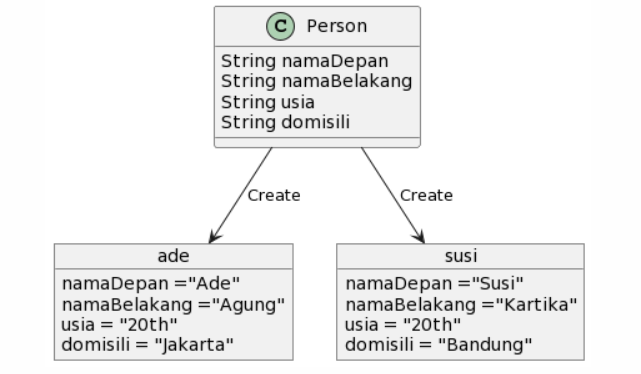 C Person
String namaDepan
String namaBelakang
String usia
String domisili
Create
Create
ade
namaDepan ="Ade"
namaBelakang ="Agung"
usia = "20th"
domisili = "Jakarta"
susi
namaDepan ="Susi"
namaBelakang ="Kartika"
usia = "20th"
domisili = "Bandung"